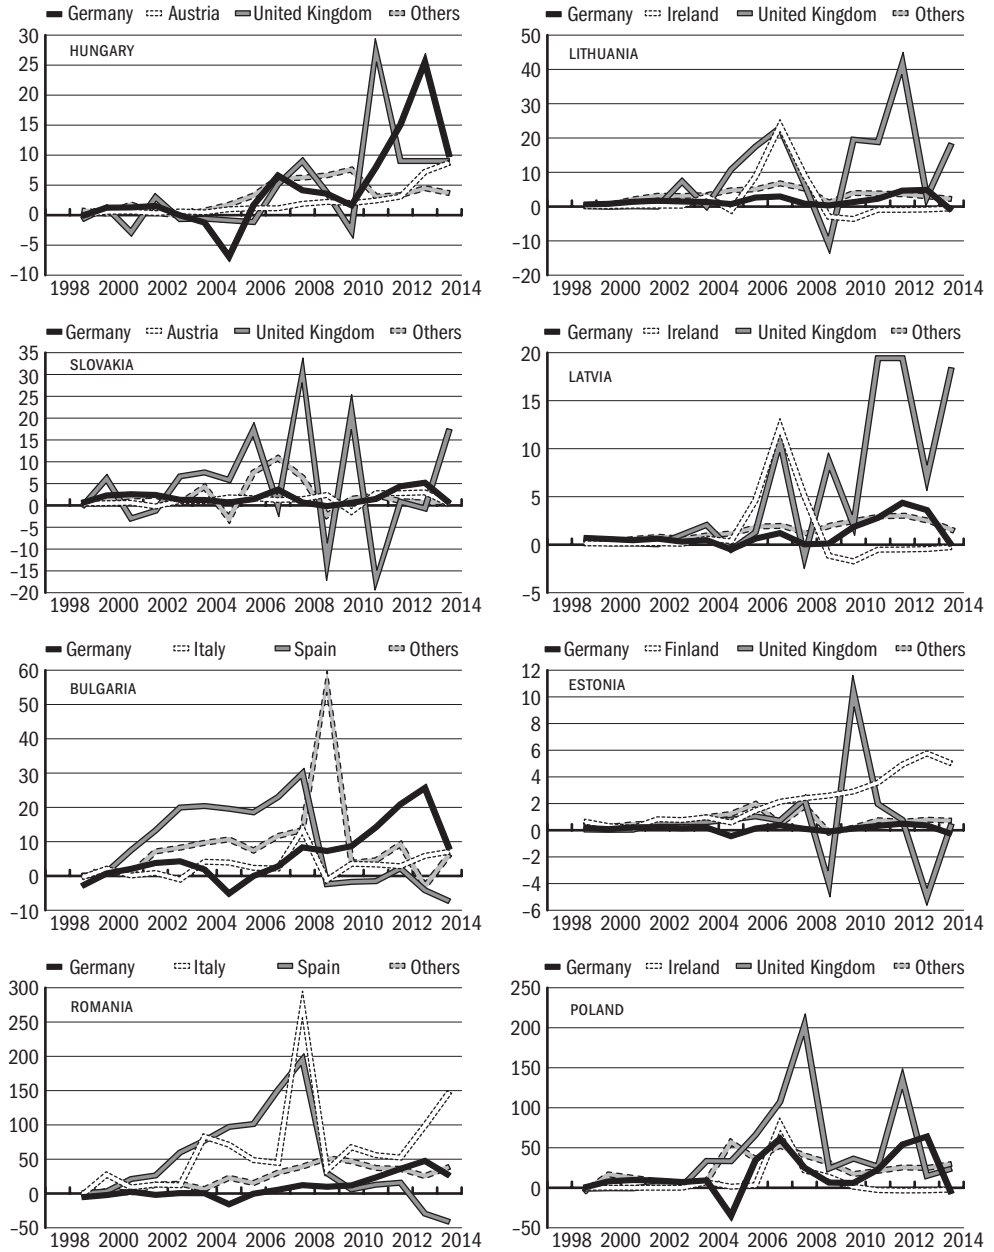 Germany Austria United Kingdom Others
HUNGARY
30
25
20
15
10
5
0
–5
–10
1998 2000 2002 2004 2006 2008 2010 2012 2014
Germany Ireland United Kingdom Others
LITHUANIA
50
40
30
20
10
0
–10
–20
1998 2000 2002 2004 2006 2008 2010 2012 2014
Germany Austria United Kingdom Others
SLOVAKIA
35
30
25
20
15
10
5
0
–5
–10
–15
–20
1998 2000 2002 2004 2006 2008 2010 2012 2014
Germany Ireland United Kingdom Others
LATVIA
20
15
10
5
0
–5
1998 2000 2002 2004 2006 2008 2010 2012 2014
Germany Italy Spain Others
BULGARIA
60
50
40
30
20
10
0
–10
1998 2000 2002 2004 2006 2008 2010 2012 2014
Germany Finland United Kingdom Others
ESTONIA
12
10
8
6
4
2
0
–2
–4
–6
1998 2000 2002 2004 2006 2008 2010 2012 2014
Germany Italy Spain Others
ROMANIA
300
250
200
150
100
50
0
–50
1998 2000 2002 2004 2006 2008 2010 2012 2014
Germany Ireland United Kingdom Others
POLAND
250
200
150
100
50
0
–50
1998 2000 2002 2004 2006 2008 2010 2012 2014